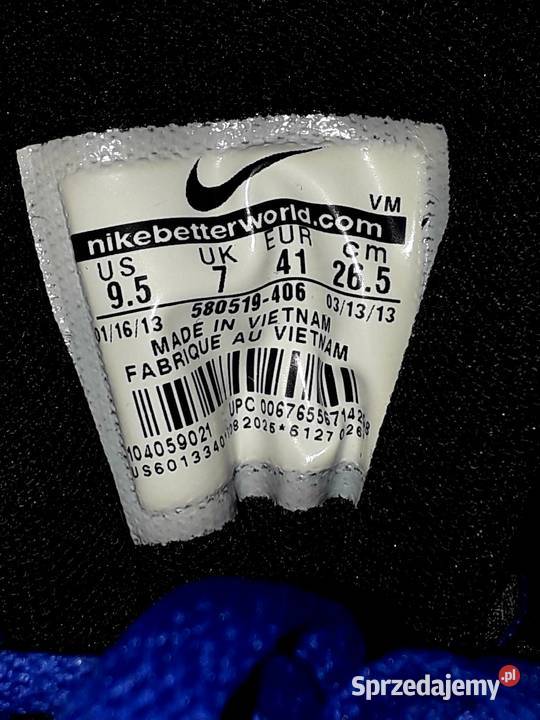 VM
nikebetterworld.com
US UK EUR cm
9.5 7 41 26.5
01/16/13 580519-406 03/13/13
MADE IN VIETNAM
FABRIQUE AU VIETNAM
104059021 UPC
Sprzedajemy.pl